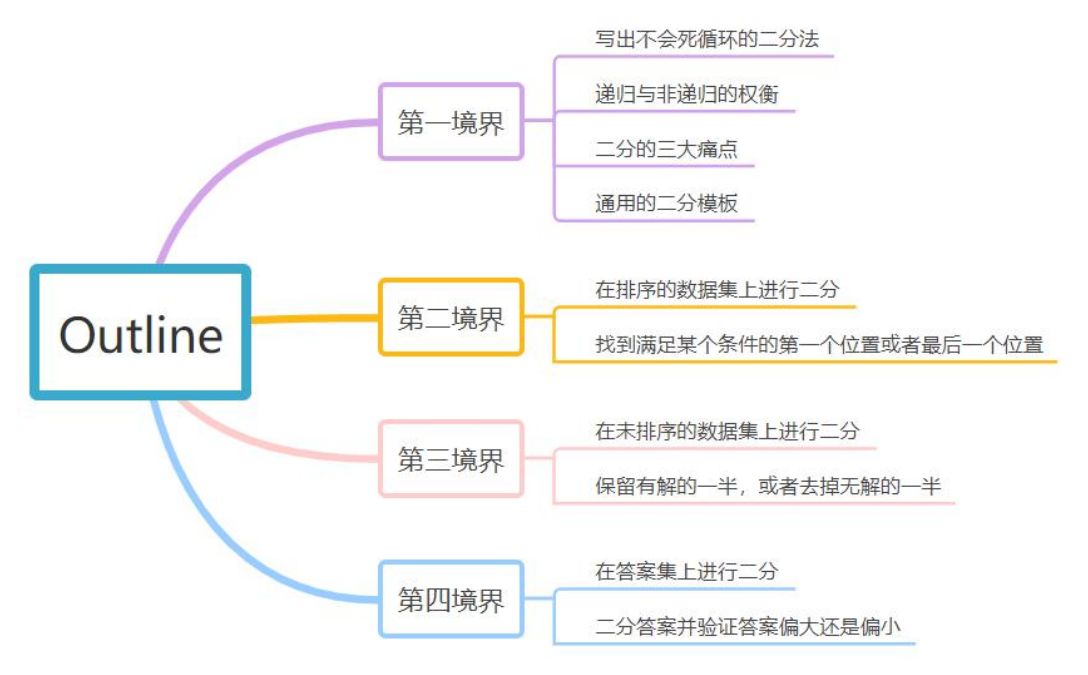 Outline
第一境界
写出不会死循环的二分法
递归与非递归的权衡
二分的三大痛点
通用的二分模板
第二境界
在排序的数据集上进行二分
找到满足某个条件的第一个位置或者最后一个位置
第三境界
在未排序的数据集上进行二分
保留有解的一半，或者去掉无解的一半
第四境界
在答案集上进行二分
二分答案并验证答案偏大还是偏小